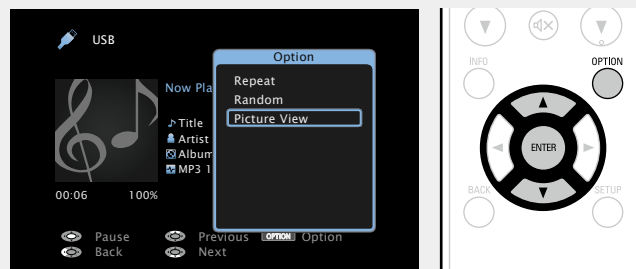 USB
Option
Now Pla
Repeat
Random
Picture View
Title
Artist
Album
MP3 1
00:06 100%
Pause Previous OPTION Option
Back Next
INFO OPTION
ENTER
BACK SETUP